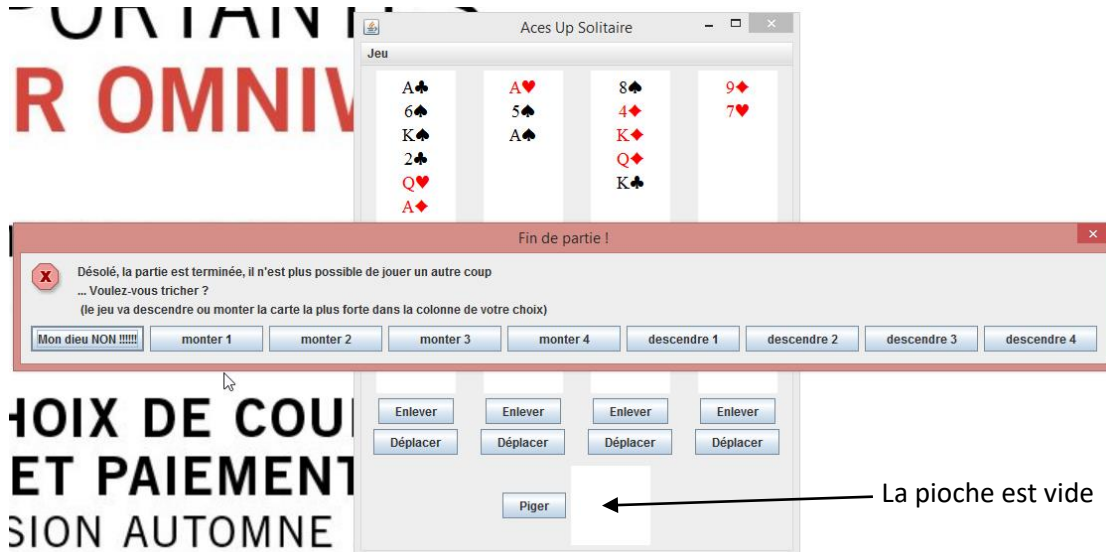 PORTANTES
R OMNIV
Aces Up Solitaire
Jeu
A♣ A♥ 8♠ 9♦
6♠ 5♠ 4♦ 7♥
K♠ A♠ K♦
2♣ Q♦
Q♥ K♣
A♦
Fin de partie !
Désolé, la partie est terminée, il n'est plus possible de jouer un autre coup
... Voulez-vous tricher ?
(le jeu va descendre ou monter la carte la plus forte dans la colonne de votre choix)
Mon dieu NON !!!!!! monter 1 monter 2 monter 3 monter 4 descendre 1 descendre 2 descendre 3 descendre 4
HOIX DE COU
Enlever Enlever Enlever Enlever
Déplacer Déplacer Déplacer Déplacer
ET PAIEMENT
Piger
La pioche est vide
SION AUTOMNE